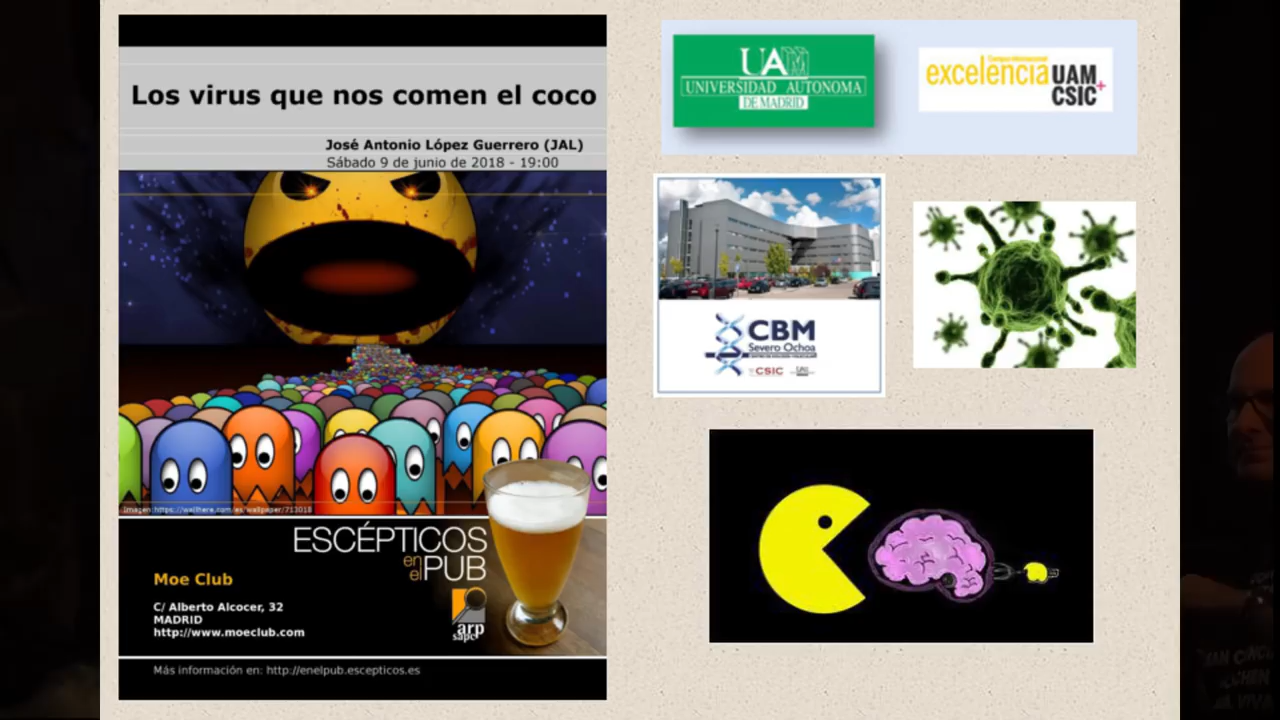 Los virus que nos comen el coco
José Antonio López Guerrero (JAL)
Sábado 9 de junio de 2018 - 19:00
Imagen: https://wallhere.com/es/wallpaper/713018
ESCÉPTICOS
en el PUB
Moe Club
C/ Alberto Alcocer, 32
MADRID
http://www.moeclub.com
arp
sapc
Más información en: http://enelpub.escepticos.es
UAM
UNIVERSIDAD AUTONOMA
DE MADRID
Campus Internacional
excelencia UAM
CSIC
CBM
Severo Ochoa
CSIC